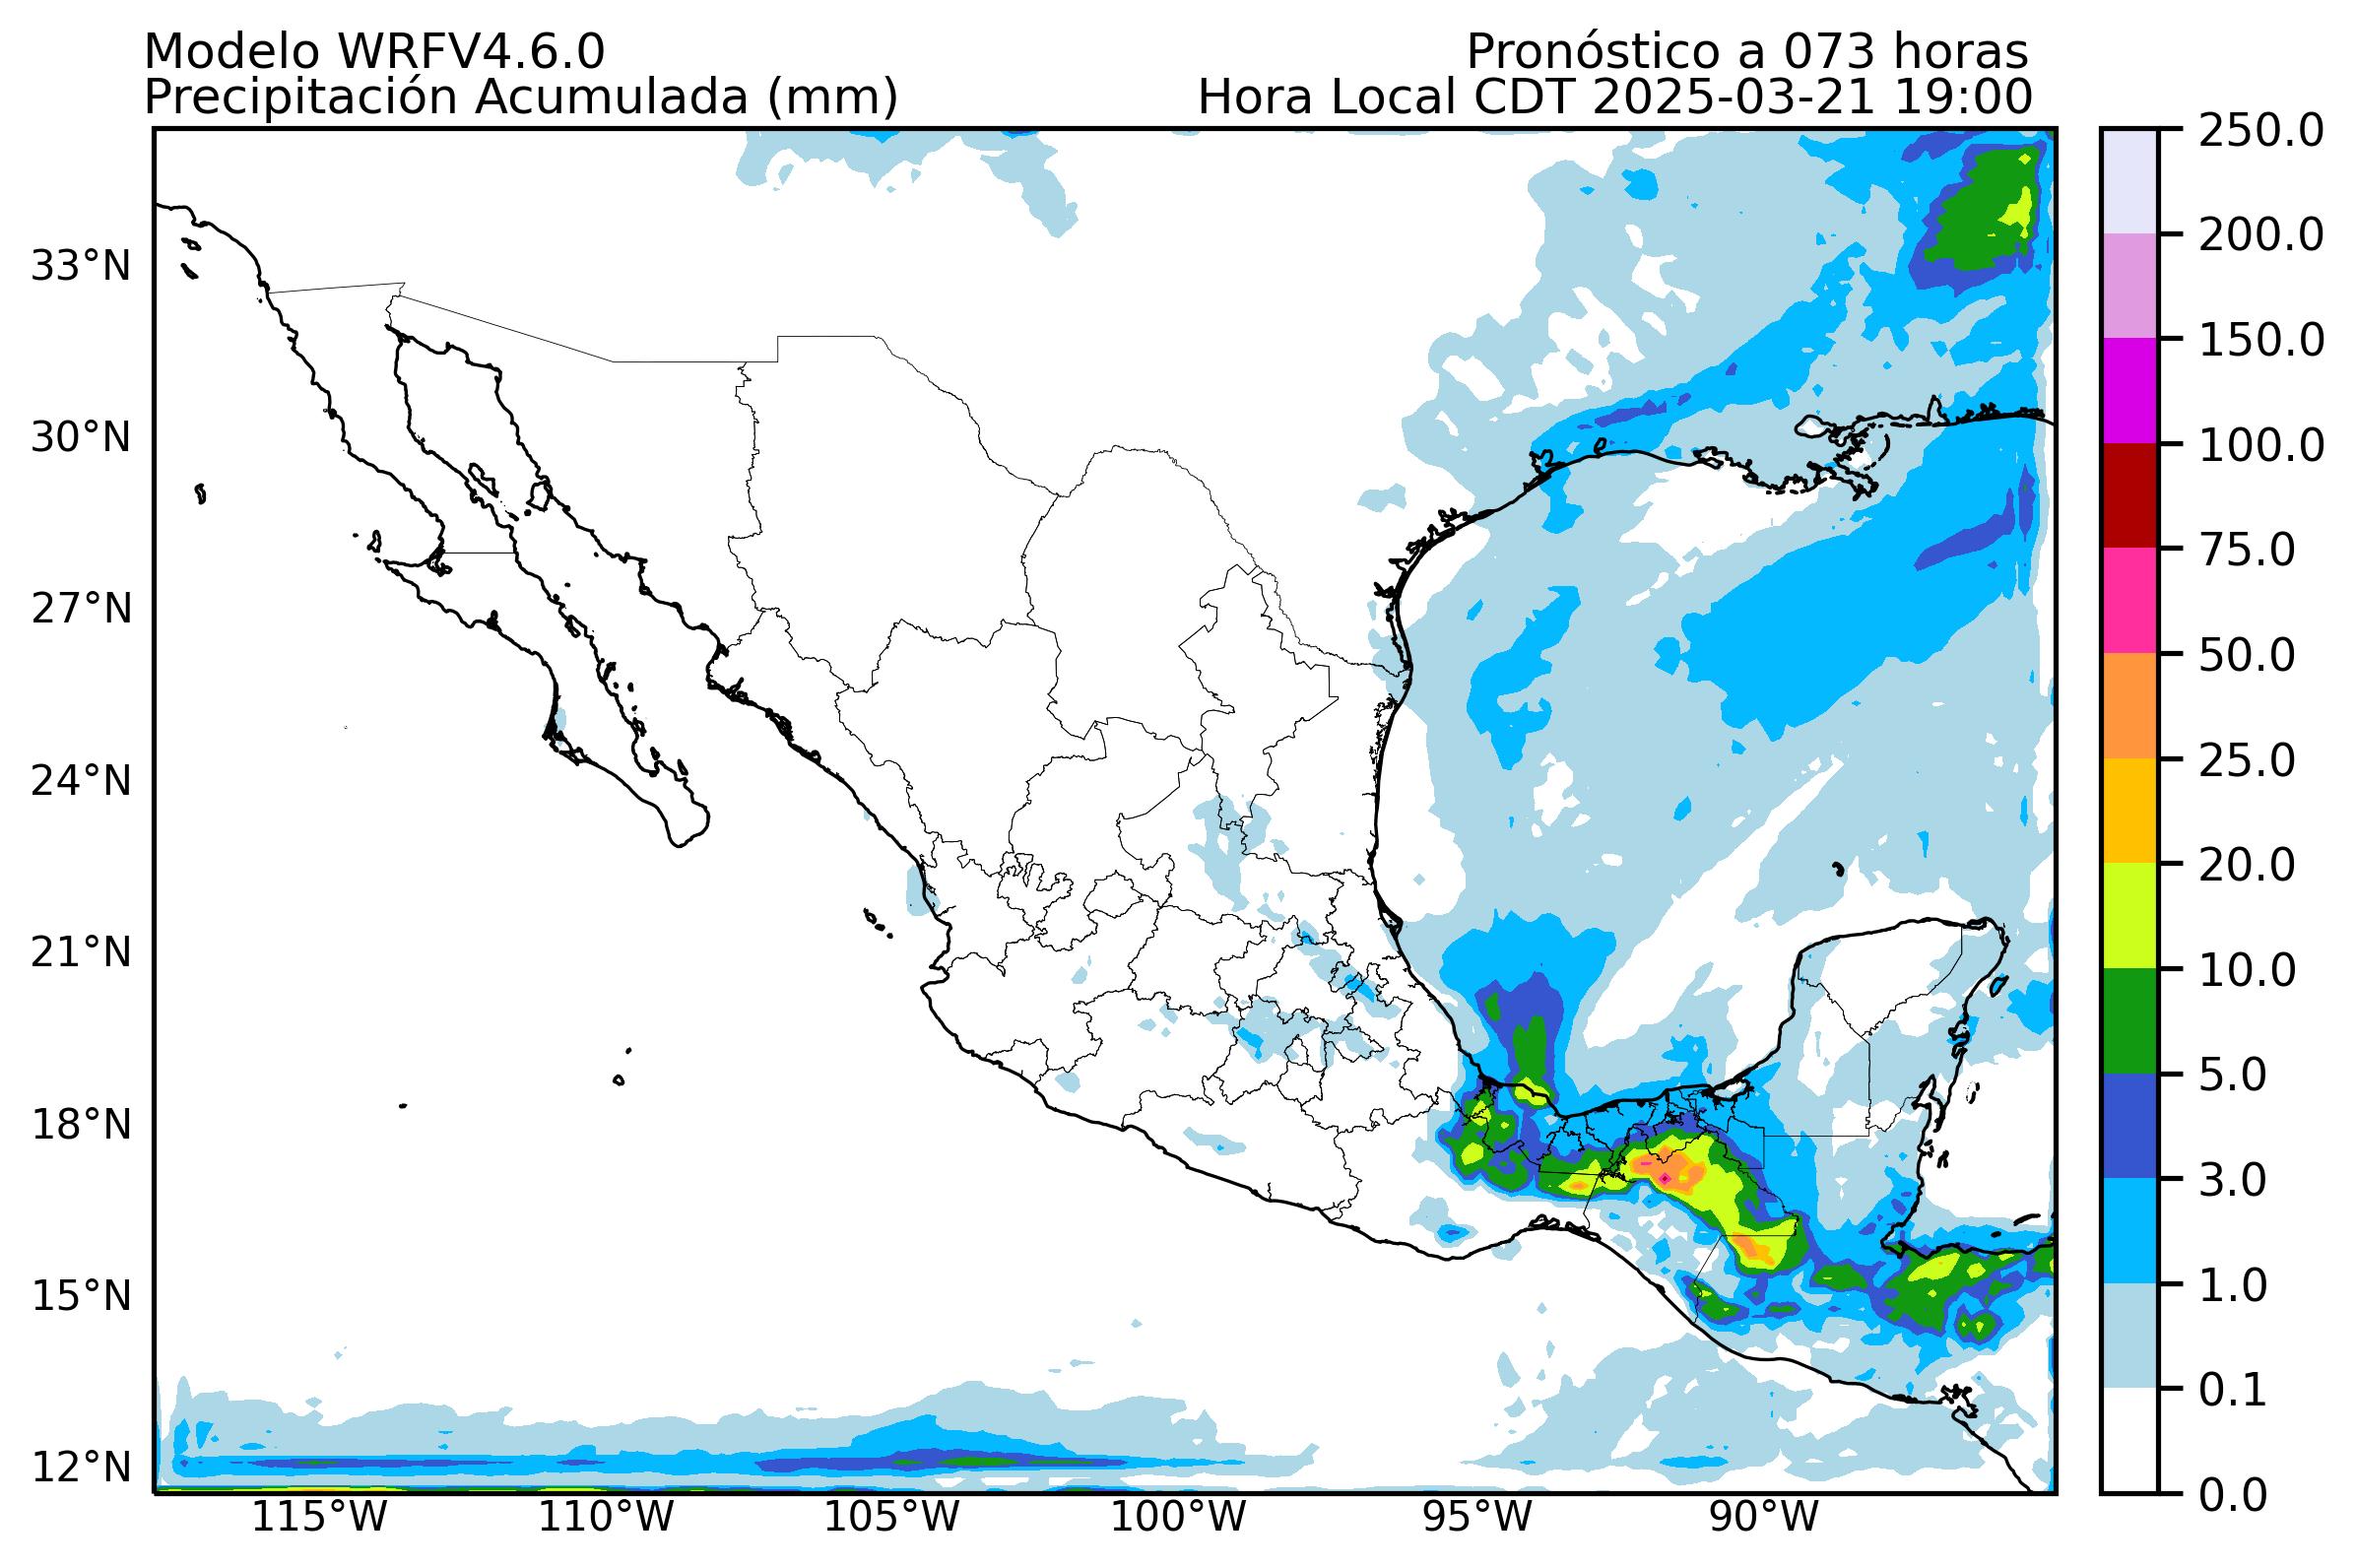 Modelo WRFV4.6.0
Pronóstico a 073 horas
Precipitación Acumulada (mm)
Hora Local CDT 2025-03-21 19:00
33°N
30°N
27°N
24°N
21°N
18°N
15°N
12°N
115°W
110°W
105°W
100°W
95°W
90°W
250.0
200.0
150.0
100.0
75.0
50.0
25.0
20.0
10.0
5.0
3.0
1.0
0.1
0.0